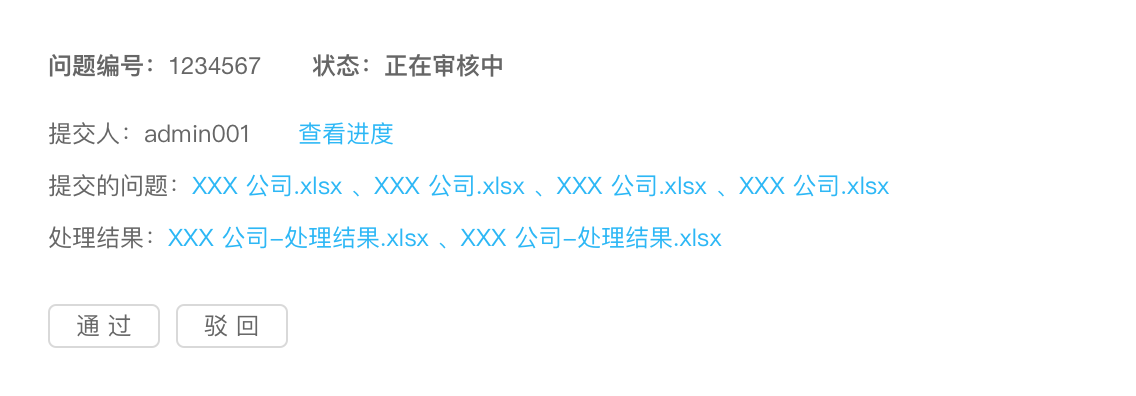 问题编号：1234567 状态：正在审核中
提交人：admin001 查看进度
提交的问题：XXX 公司.xlsx 、XXX 公司.xlsx 、XXX 公司.xlsx 、XXX 公司.xlsx
处理结果：XXX 公司-处理结果.xlsx 、XXX 公司-处理结果.xlsx
通 过 驳 回